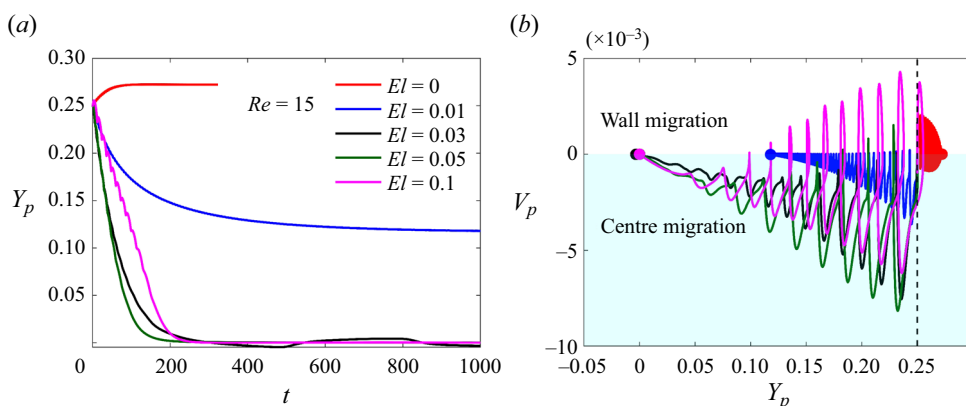 (a)
0.30
0.25
0.20
Y_p 0.15
0.10
0.05
0 200 400 600 800 1000
t
Re = 15
El = 0
El = 0.01
El = 0.03
El = 0.05
El = 0.1
(b)
(×10⁻³)
5
0
V_p
−5
−10
−0.05 0 0.05 0.10 0.15 0.20 0.25 0.30
Y_p
Wall migration
Centre migration